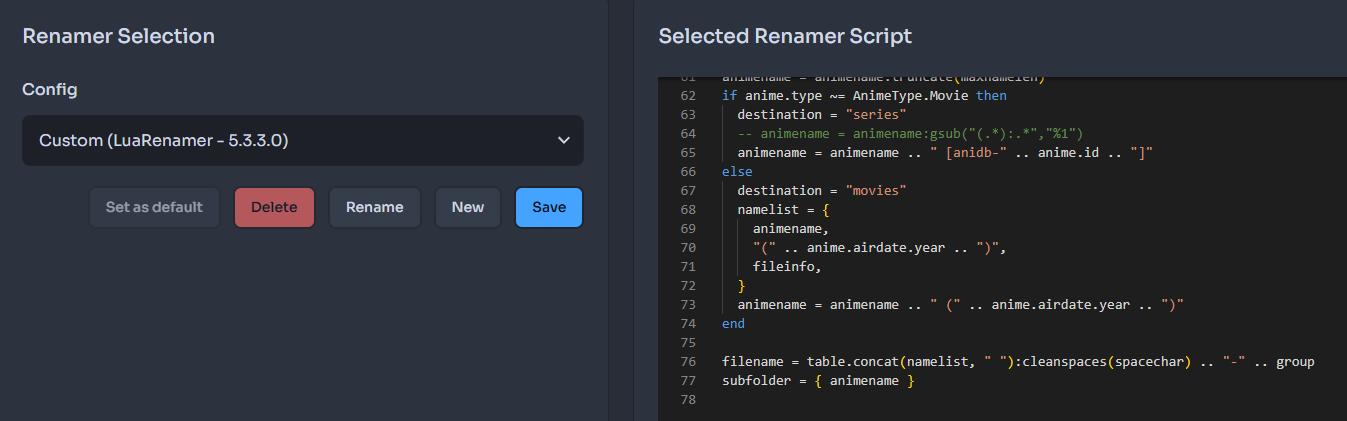 Renamer Selection
Config
Custom (LuaRenamer - 5.3.3.0)
Set as default
Delete
Rename
New
Save
Selected Renamer Script
61 animename = animename:truncate(maxnamelen)
62 if anime.type ~= AnimeType.Movie then
63 destination = "series"
64 -- animename = animename:gsub("(.*):.*","%1")
65 animename = animename .. " [anidb-" .. anime.id .. "]"
66 else
67 destination = "movies"
68 namelist = {
69 animename,
70 "(" .. anime.airdate.year .. ")",
71 fileinfo,
72 }
73 animename = animename .. " (" .. anime.airdate.year .. ")"
74 end
75
76 filename = table.concat(namelist, " "):cleanspaces(spacechar) .. "-" .. group
77 subfolder = { animename }
78